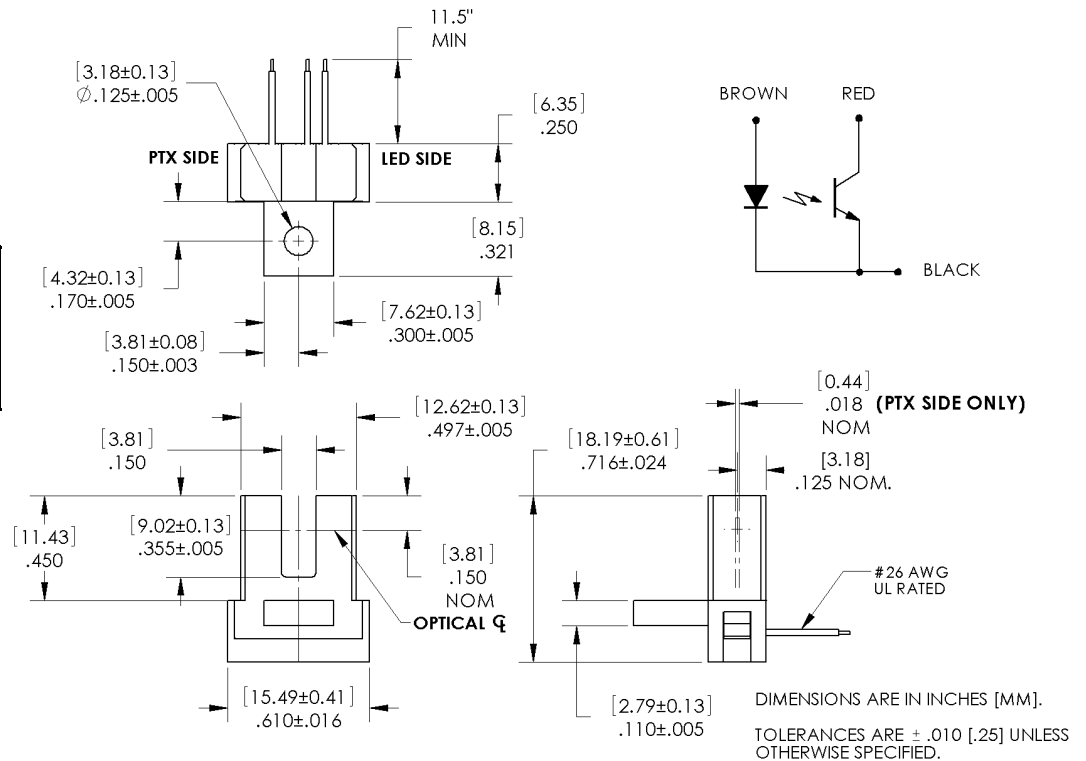 11.5"
MIN
[3.18±0.13]
Ø.125±.005
[6.35]
.250
PTX SIDE
LED SIDE
[8.15]
.321
[4.32±0.13]
.170±.005
[7.62±0.13]
.300±.005
[3.81±0.08]
.150±.003
BROWN
RED
BLACK
[12.62±0.13]
.497±.005
[3.81]
.150
[11.43]
.450
[9.02±0.13]
.355±.005
[3.81]
.150
NOM
OPTICAL ℄
[15.49±0.41]
.610±.016
[0.44]
.018 (PTX SIDE ONLY)
NOM
[18.19±0.61]
.716±.024
[3.18]
.125 NOM.
#26 AWG
UL RATED
[2.79±0.13]
.110±.005
DIMENSIONS ARE IN INCHES [MM].
TOLERANCES ARE ± .010 [.25] UNLESS
OTHERWISE SPECIFIED.